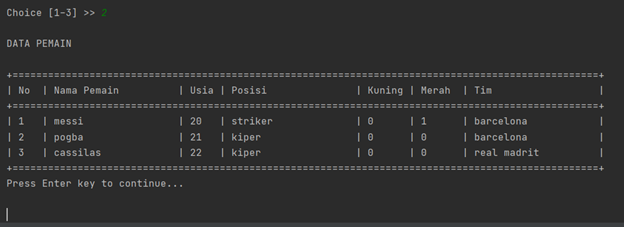 Choice [1-3] >> 2
DATA PEMAIN
+==================================================================================================+
| No | Nama Pemain | Usia | Posisi | Kuning | Merah | Tim |
+==================================================================================================+
| 1 | messi | 20 | striker | 0 | 1 | barcelona |
| 2 | pogba | 21 | kiper | 0 | 0 | barcelona |
| 3 | cassilas | 22 | kiper | 0 | 0 | real madrit |
+==================================================================================================+
Press Enter key to continue...